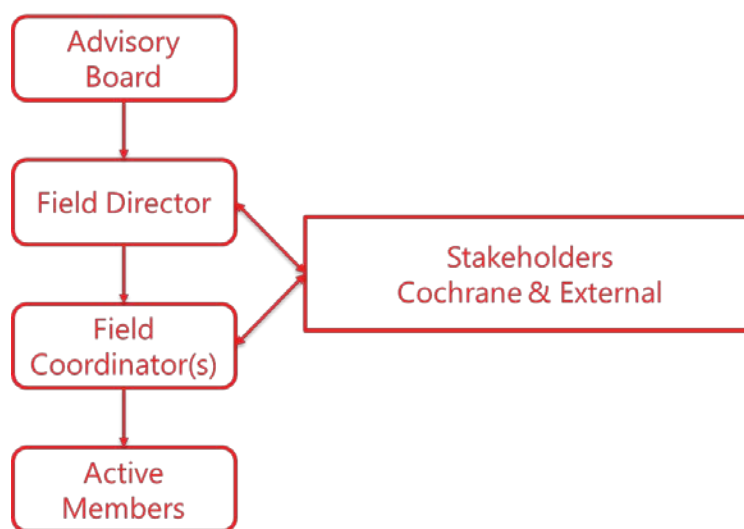 Advisory
Board
Field Director
Stakeholders
Cochrane & External
Field
Coordinator(s)
Active
Members